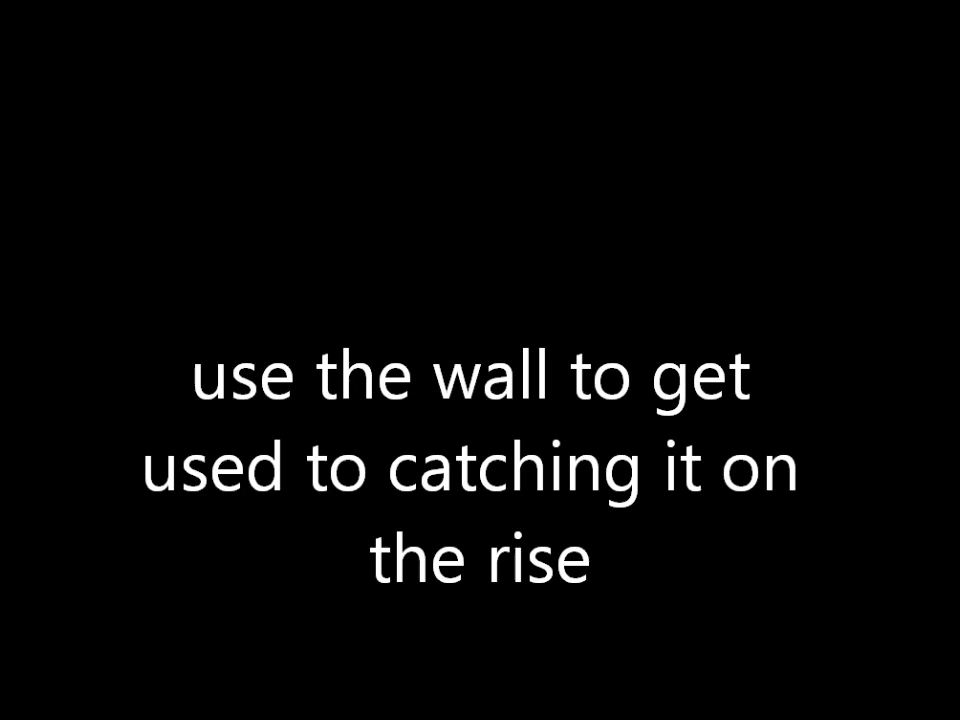 use the wall to get
used to catching it on
the rise